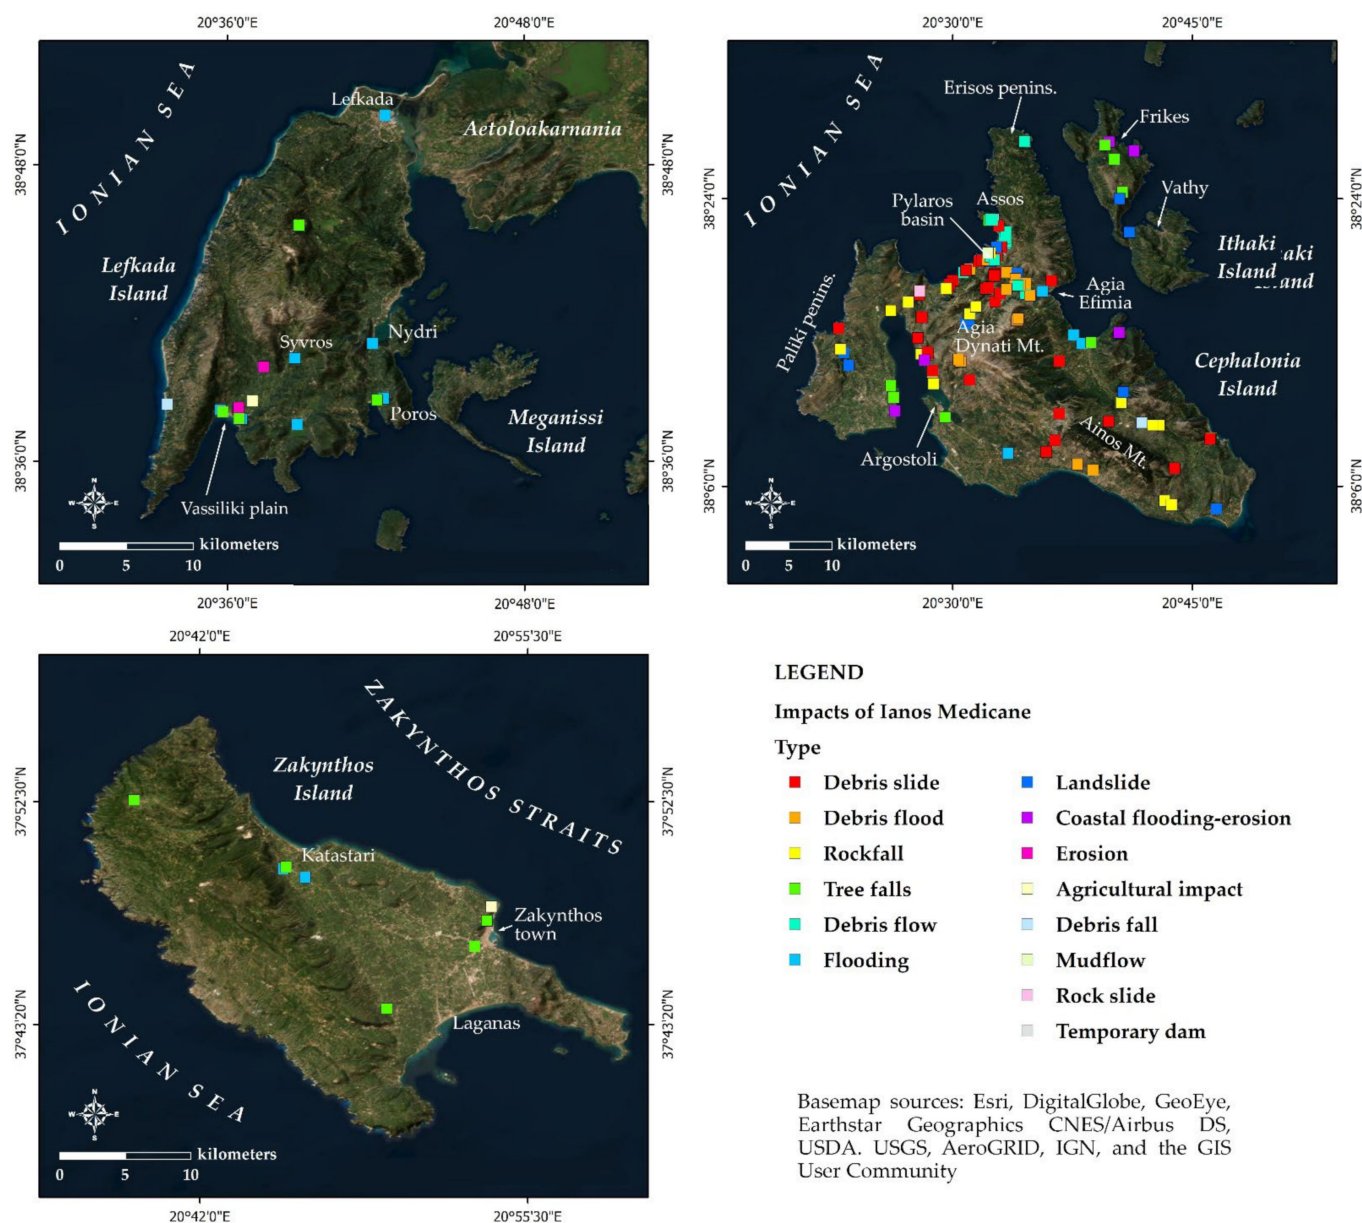 20°36'0"E
20°48'0"E
IONIAN SEA
Lefkada
Aetoloakarnania
38°48'0"N
38°48'0"N
Lefkada
Island
Nydri
Syvros
Poros
Meganissi
Island
38°36'0"N
38°36'0"N
Vassiliki plain
N
W
E
S
kilometers
0
5
10
20°36'0"E
20°48'0"E
20°30'0"E
20°45'0"E
IONIAN SEA
Erisos penins.
Frikes
Vathy
38°24'0"N
38°24'0"N
Pylaros
basin
Assos
Ithaki
Island
aki
and
Agia
Efimia
Paliki penins.
Agia
Dynati Mt.
Cephalonia
Island
Ainos Mt.
Argostoli
38°6'0"N
38°6'0"N
N
W
E
S
kilometers
0
5
10
20°30'0"E
20°45'0"E
20°42'0"E
20°55'30"E
ZAKYNTHOS STRAITS
Zakynthos
Island
37°52'30"N
37°52'30"N
Katastari
Zakynthos
town
37°43'20"N
37°43'20"N
Laganas
IONIAN SEA
N
W
E
S
kilometers
0
5
10
20°42'0"E
20°55'30"E
LEGEND
Impacts of Ianos Medicane
Type
Debris slide
Debris flood
Rockfall
Tree falls
Debris flow
Flooding
Landslide
Coastal flooding-erosion
Erosion
Agricultural impact
Debris fall
Mudflow
Rock slide
Temporary dam
Basemap sources: Esri, DigitalGlobe, GeoEye,
Earthstar Geographics CNES/Airbus DS,
USDA. USGS, AeroGRID, IGN, and the GIS
User Community